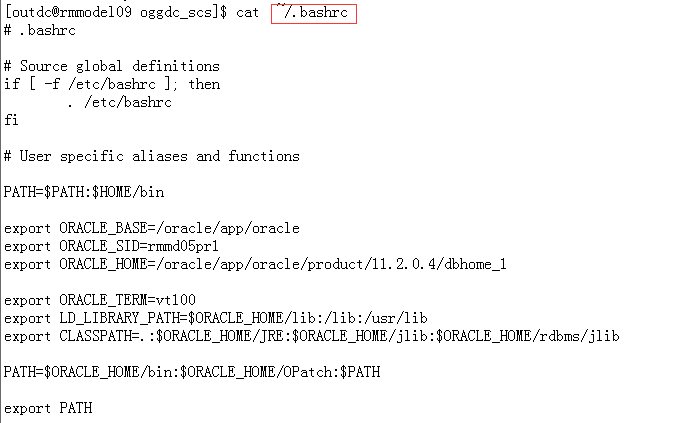 [outdc@rmmodel09 oggdc_scs]$ cat ~/.bashrc
# .bashrc
# Source global definitions
if [ -f /etc/bashrc ]; then
        . /etc/bashrc
fi
# User specific aliases and functions
PATH=$PATH:$HOME/bin
export ORACLE_BASE=/oracle/app/oracle
export ORACLE_SID=rmmd05pr1
export ORACLE_HOME=/oracle/app/oracle/product/11.2.0.4/dbhome_1
export ORACLE_TERM=vt100
export LD_LIBRARY_PATH=$ORACLE_HOME/lib:/lib:/usr/lib
export CLASSPATH=.:$ORACLE_HOME/JRE:$ORACLE_HOME/jlib:$ORACLE_HOME/rdbms/jlib
PATH=$ORACLE_HOME/bin:$ORACLE_HOME/OPatch:$PATH
export PATH